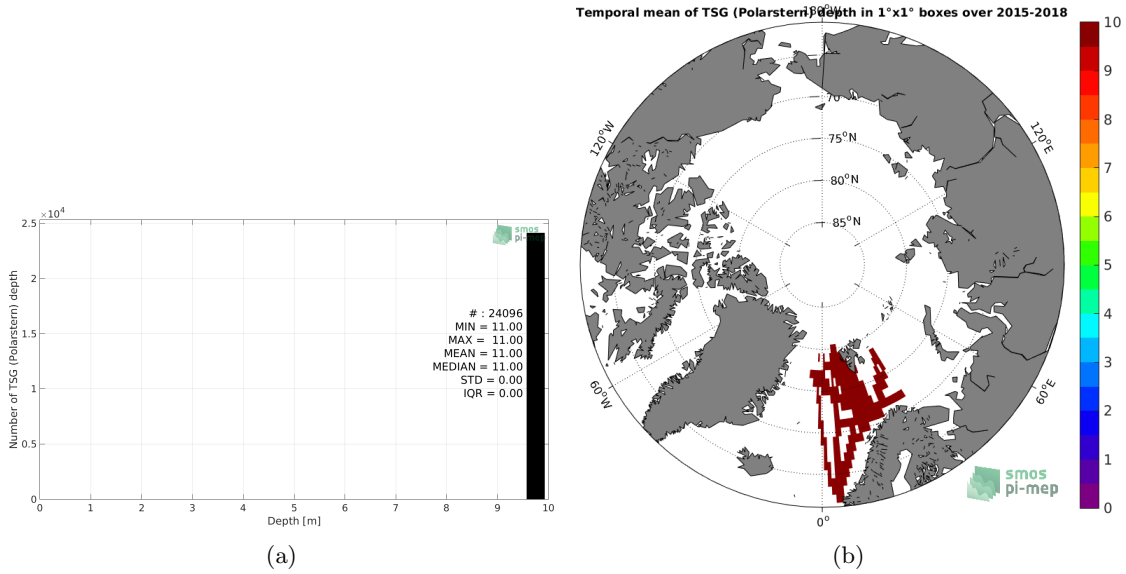 ×10⁴
2.5
2
1.5
1
0.5
0
Number of TSG (Polarstern) depth
smos
pi-mep
# : 24096
MIN = 11.00
MAX = 11.00
MEAN = 11.00
MEDIAN = 11.00
STD = 0.00
IQR = 0.00
0 1 2 3 4 5 6 7 8 9 10
Depth [m]
(a)
Temporal mean of TSG (Polarstern) depth in 1°x1° boxes over 2015-2018
180°W
120°W
120°E
70
75°N
80°N
85°N
60°W
60°E
0°
smos
pi-mep
10
9
8
7
6
5
4
3
2
1
0
(b)